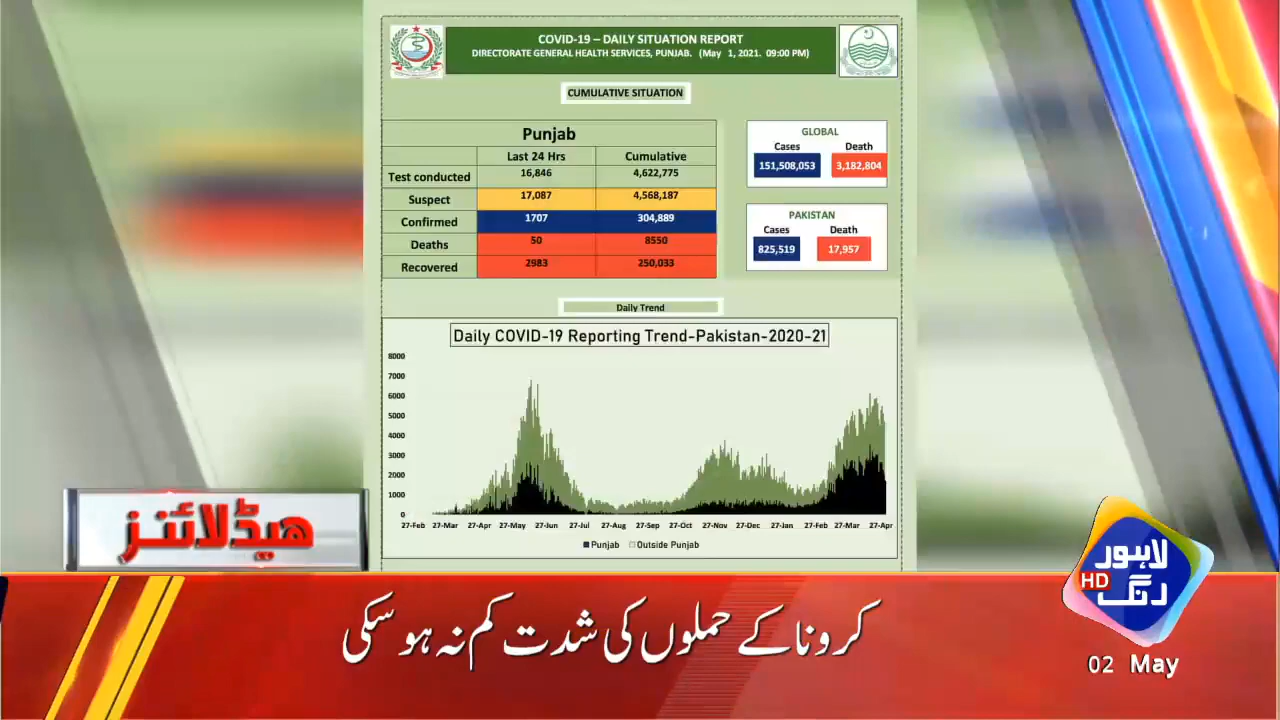 COVID-19 – DAILY SITUATION REPORT
DIRECTORATE GENERAL HEALTH SERVICES, PUNJAB. (May 1, 2021. 09:00 PM)
CUMULATIVE SITUATION
Punjab
Last 24 Hrs Cumulative
Test conducted 16,846 4,622,775
Suspect 17,087 4,568,187
Confirmed 1707 304,889
Deaths 50 8550
Recovered 2983 250,033
GLOBAL
Cases Death
151,508,053 3,182,804
PAKISTAN
Cases Death
825,519 17,957
Daily Trend
Daily COVID-19 Reporting Trend-Pakistan-2020-21
8000
7000
6000
5000
4000
3000
2000
1000
0
27-Feb 27-Mar 27-Apr 27-May 27-Jun 27-Jul 27-Aug 27-Sep 27-Oct 27-Nov 27-Dec 27-Jan 27-Feb 27-Mar 27-Apr
Punjab Outside Punjab
ہیڈلائنز
کرونا کے حملوں کی شدت کم نہ ہو سکی
لاہور
HD رنگ
02 May